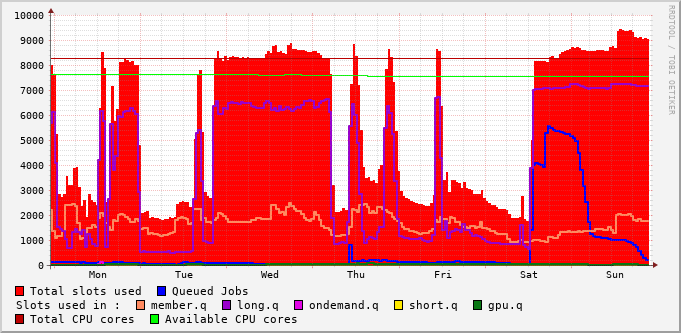 10000
9000
8000
7000
6000
5000
4000
3000
2000
1000
0
Mon Tue Wed Thu Fri Sat Sun
RRDTOOL / TOBI OETIKER
Total slots used Queued Jobs
Slots used in : member.q long.q ondemand.q short.q gpu.q
Total CPU cores Available CPU cores